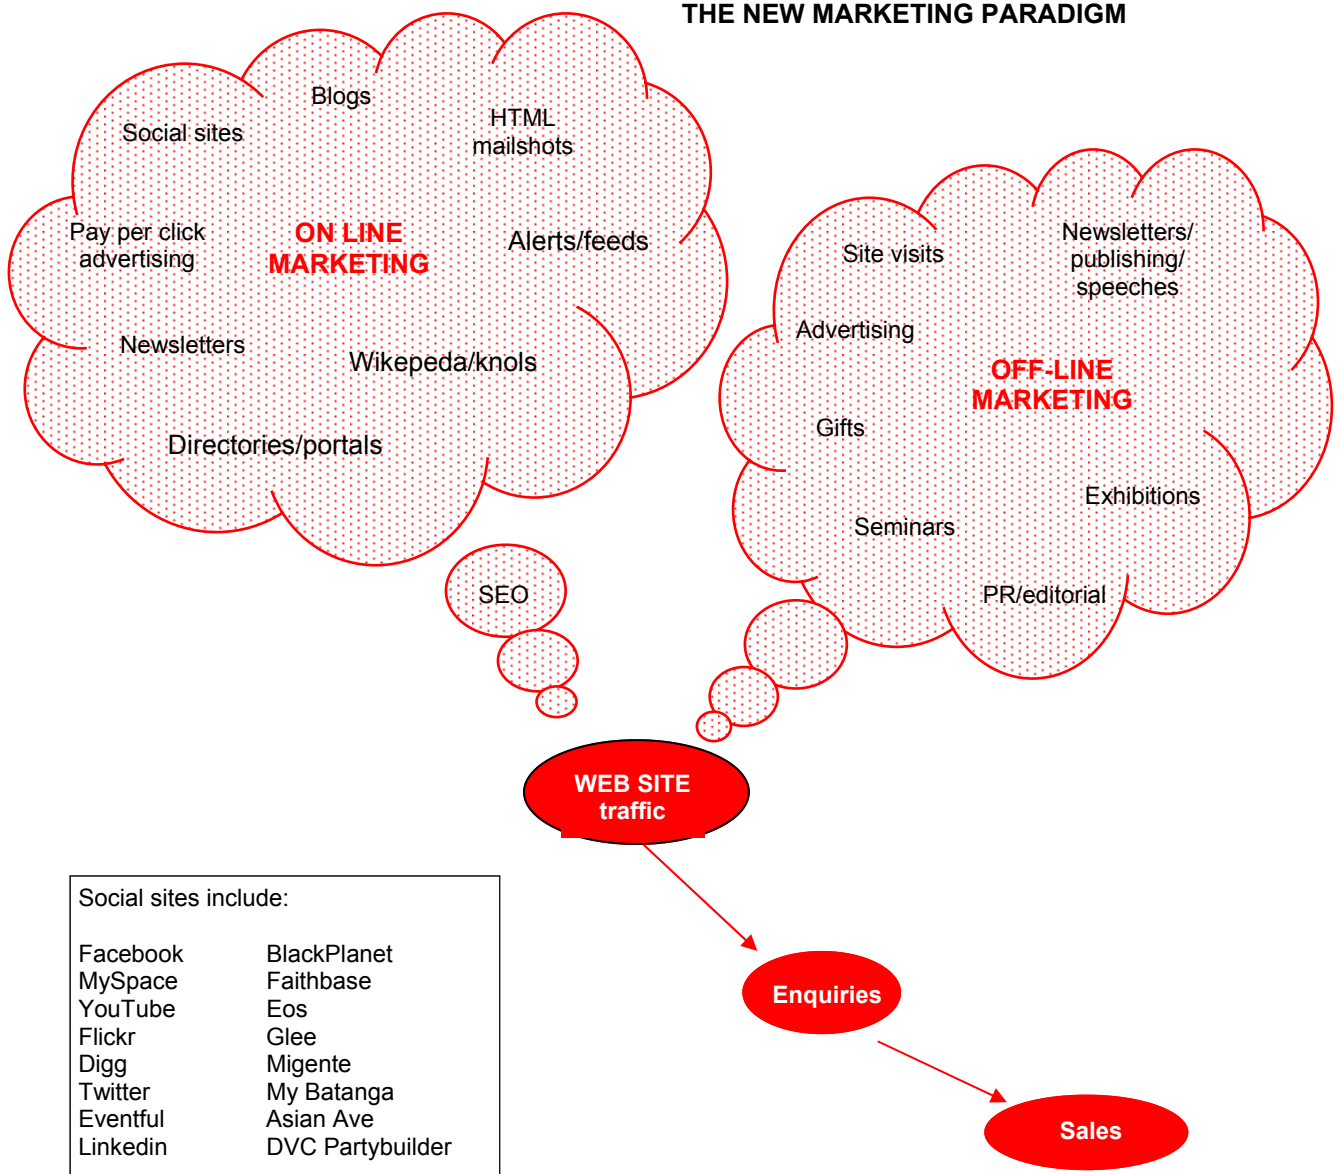 THE NEW MARKETING PARADIGM
Blogs
Social sites
HTML
mailshots
Pay per click
advertising
ON LINE
MARKETING
Alerts/feeds
Newsletters
Wikepeda/knols
Directories/portals
SEO
Site visits
Newsletters/
publishing/
speeches
Advertising
OFF-LINE
MARKETING
Gifts
Exhibitions
Seminars
PR/editorial
WEB SITE
traffic
Enquiries
Sales
Social sites include:
Facebook BlackPlanet
MySpace Faithbase
YouTube Eos
Flickr Glee
Digg Migente
Twitter My Batanga
Eventful Asian Ave
Linkedin DVC Partybuilder